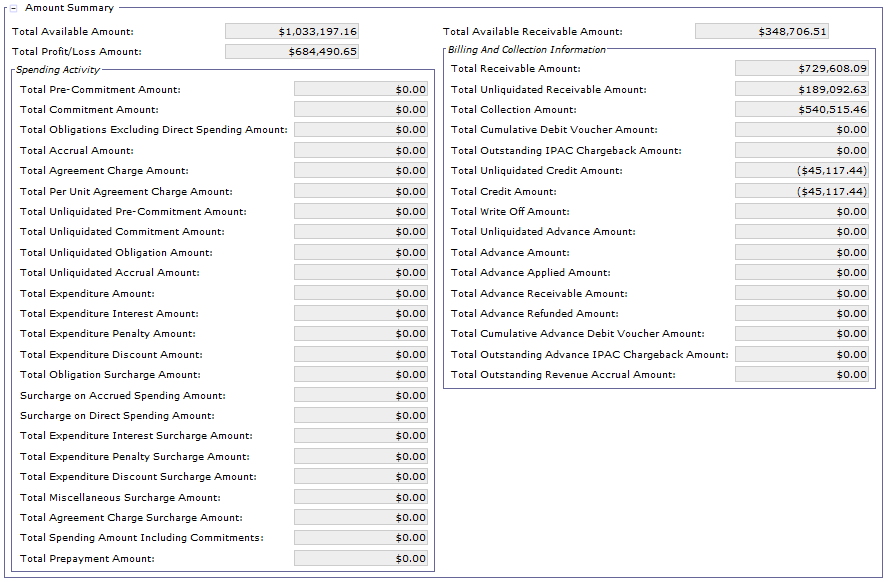 Amount Summary
Total Available Amount: $1,033,197.16
Total Profit/Loss Amount: $684,490.65
Spending Activity
Total Pre-Commitment Amount: $0.00
Total Commitment Amount: $0.00
Total Obligations Excluding Direct Spending Amount: $0.00
Total Accrual Amount: $0.00
Total Agreement Charge Amount: $0.00
Total Per Unit Agreement Charge Amount: $0.00
Total Unliquidated Pre-Commitment Amount: $0.00
Total Unliquidated Commitment Amount: $0.00
Total Unliquidated Obligation Amount: $0.00
Total Unliquidated Accrual Amount: $0.00
Total Expenditure Amount: $0.00
Total Expenditure Interest Amount: $0.00
Total Expenditure Penalty Amount: $0.00
Total Expenditure Discount Amount: $0.00
Total Obligation Surcharge Amount: $0.00
Surcharge on Accrued Spending Amount: $0.00
Surcharge on Direct Spending Amount: $0.00
Total Expenditure Interest Surcharge Amount: $0.00
Total Expenditure Penalty Surcharge Amount: $0.00
Total Expenditure Discount Surcharge Amount: $0.00
Total Miscellaneous Surcharge Amount: $0.00
Total Agreement Charge Surcharge Amount: $0.00
Total Spending Amount Including Commitments: $0.00
Total Prepayment Amount: $0.00
Total Available Receivable Amount: $348,706.51
Billing And Collection Information
Total Receivable Amount: $729,608.09
Total Unliquidated Receivable Amount: $189,092.63
Total Collection Amount: $540,515.46
Total Cumulative Debit Voucher Amount: $0.00
Total Outstanding IPAC Chargeback Amount: $0.00
Total Unliquidated Credit Amount: ($45,117.44)
Total Credit Amount: ($45,117.44)
Total Write Off Amount: $0.00
Total Unliquidated Advance Amount: $0.00
Total Advance Amount: $0.00
Total Advance Applied Amount: $0.00
Total Advance Receivable Amount: $0.00
Total Advance Refunded Amount: $0.00
Total Cumulative Advance Debit Voucher Amount: $0.00
Total Outstanding Advance IPAC Chargeback Amount: $0.00
Total Outstanding Revenue Accrual Amount: $0.00